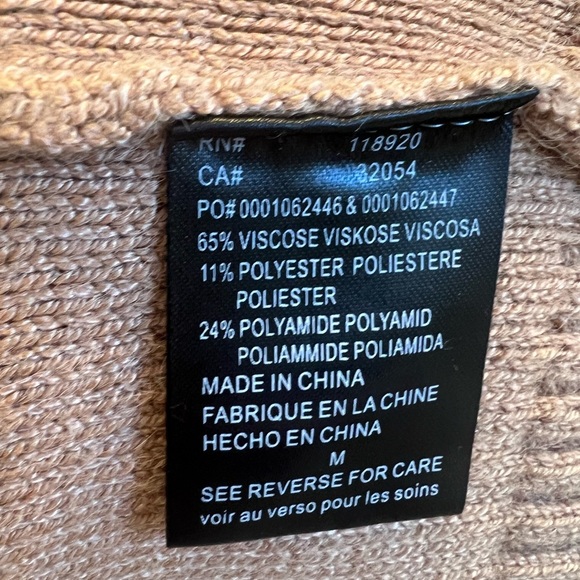 RN# 118920
CA# 32054
PO# 0001062446 & 0001062447
65% VISCOSE VISKOSE VISCOSA
11% POLYESTER POLIESTERE
POLIESTER
24% POLYAMIDE POLYAMID
POLIAMMIDE POLIAMIDA
MADE IN CHINA
FABRIQUE EN LA CHINE
HECHO EN CHINA
M
SEE REVERSE FOR CARE
voir au verso pour les soins